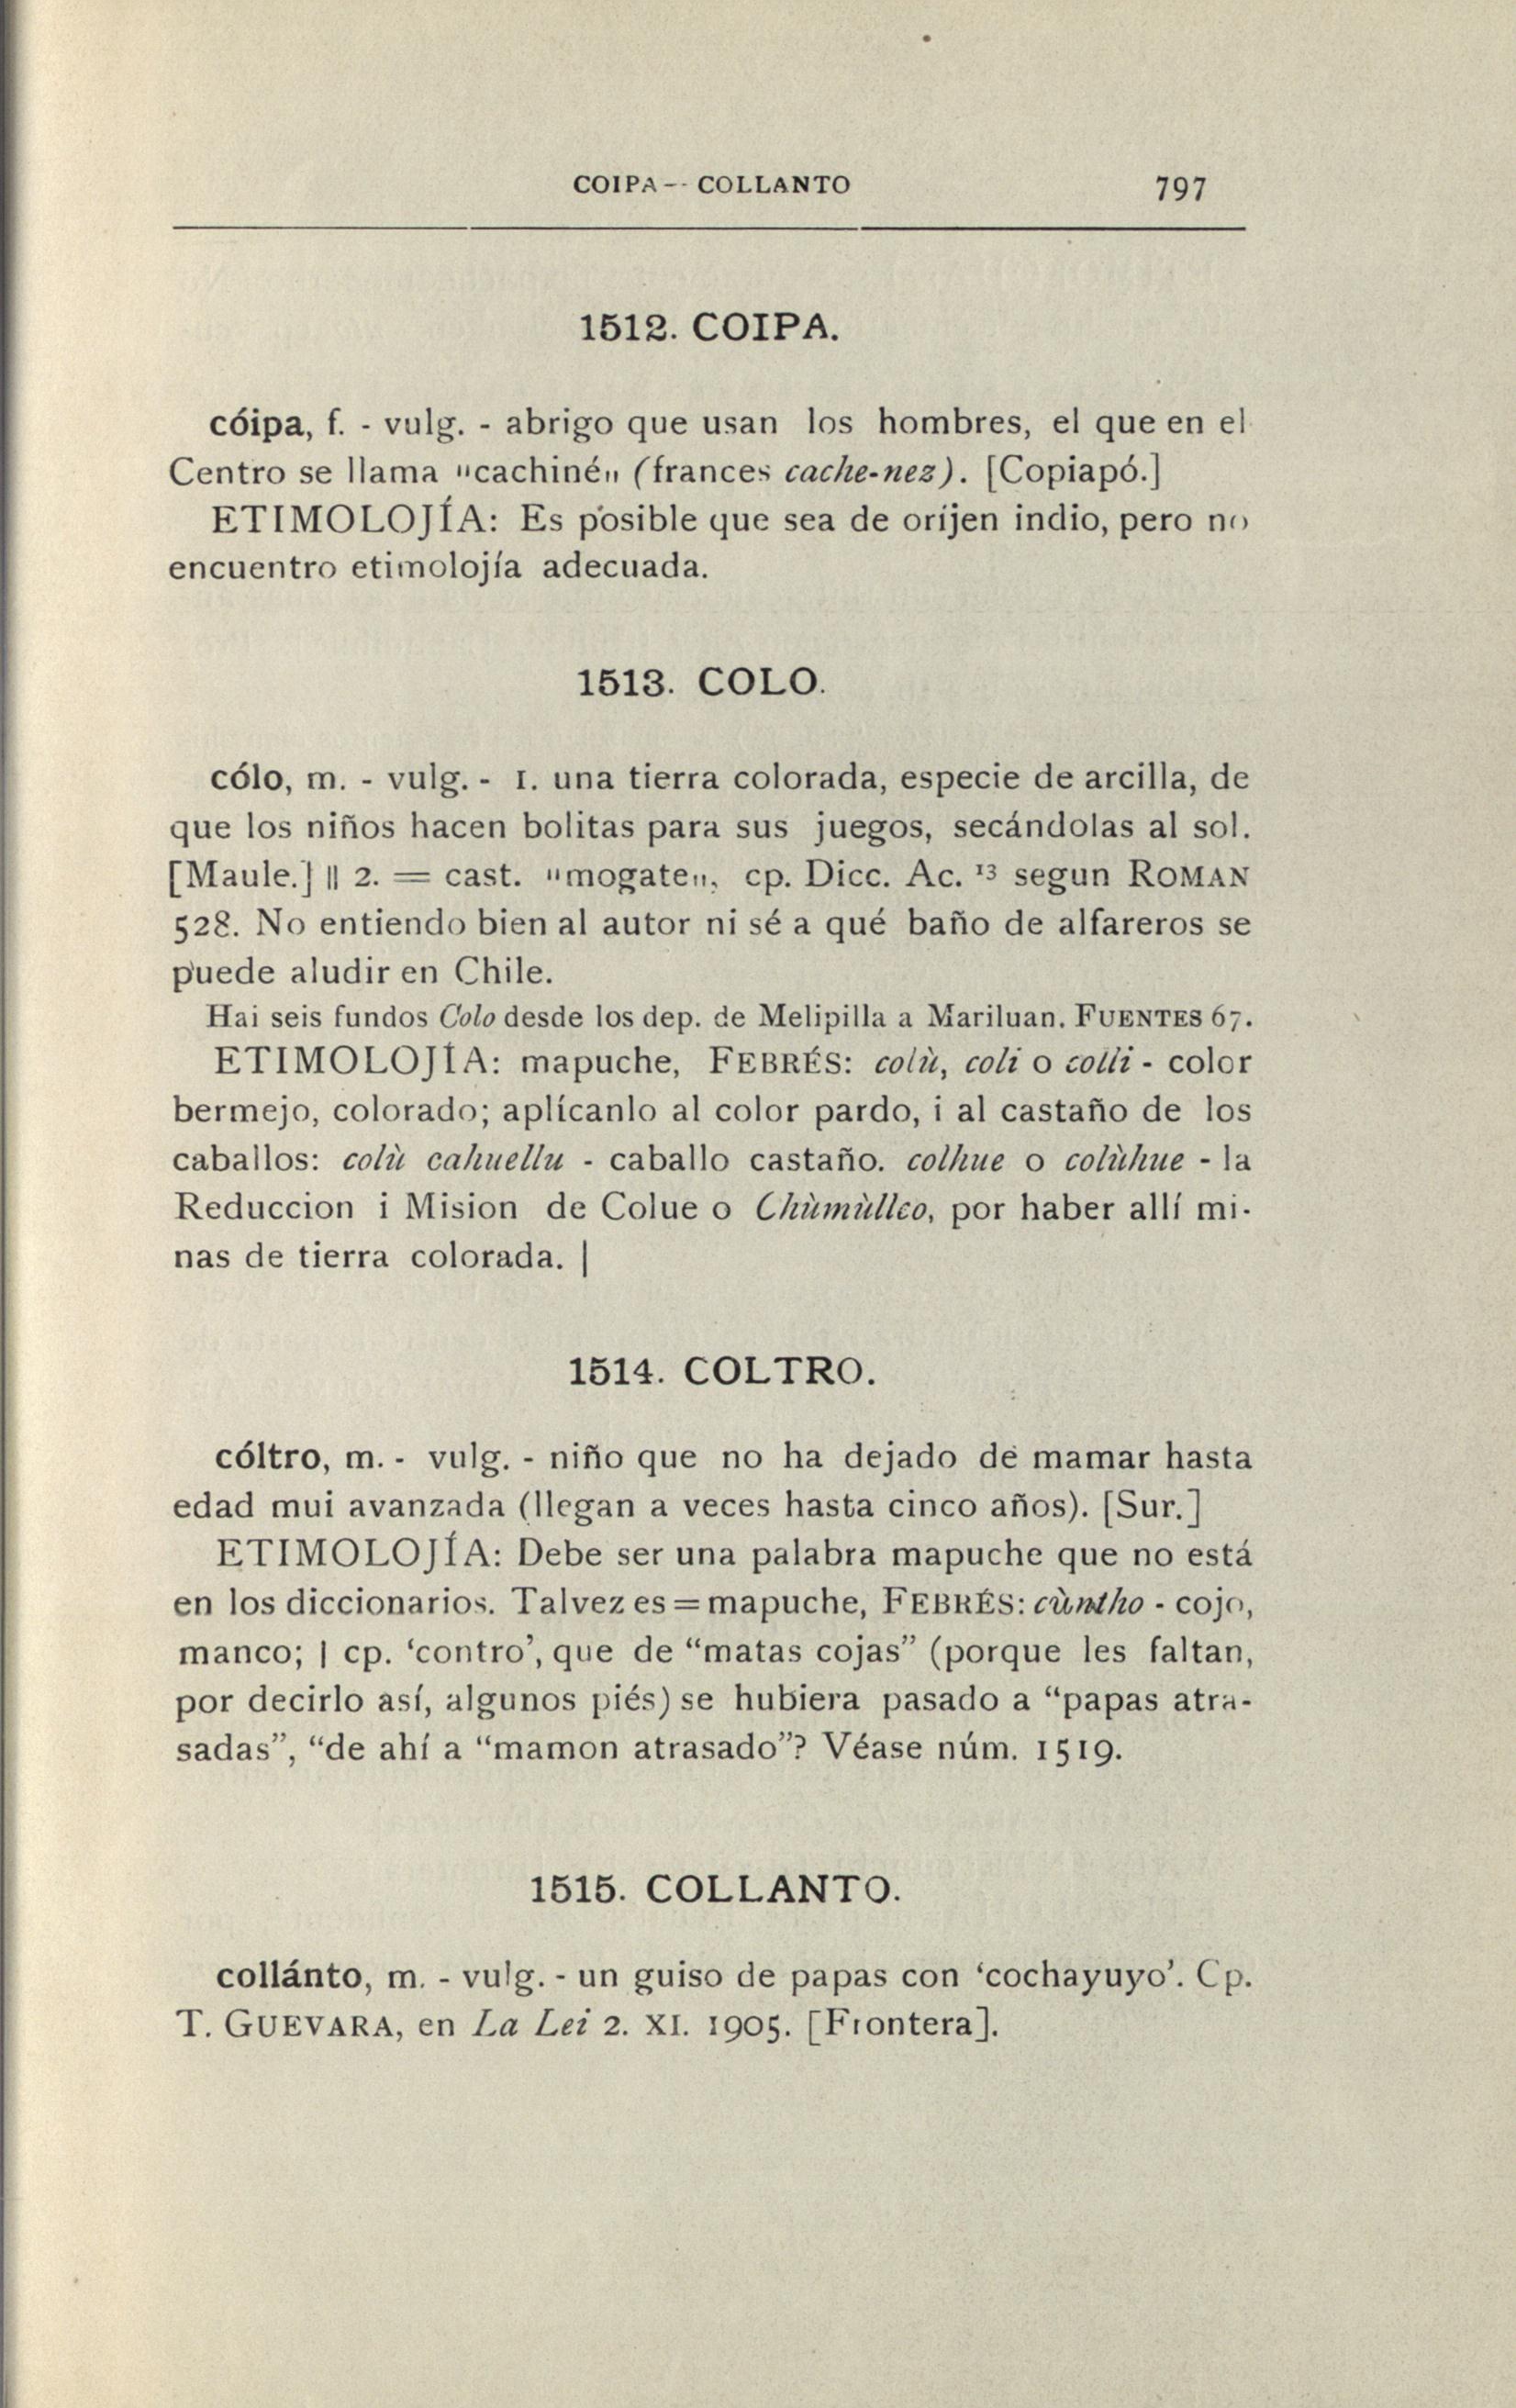 COIPA-- COLLANTO 797
1512. COIPA.
cóipa, f. - vulg. - abrigo que usan los hombres, el que en el
Centro se llama "cachiné„ (frances cache-nez). [Copiapó.]
ETIMOLOJÍA: Es posible que sea de oríjen indio, pero no
encuentro etimolojía adecuada.
1513. COLO.
cólo, m. - vulg. - 1. una tierra colorada, especie de arcilla, de
que los niños hacen bolitas para sus juegos, secándolas al sol.
[Maule.] || 2. = cast. "mogate„, cp. Dicc. Ac. ¹³ segun ROMAN
528. No entiendo bien al autor ni sé a qué baño de alfareros se
puede aludir en Chile.
Hai seis fundos Colo desde los dep. de Melipilla a Mariluan. FUENTES 67.
ETIMOLOJÍA: mapuche, FEBRÉS: colù, coli o colli - color
bermejo, colorado; aplícanlo al color pardo, i al castaño de los
caballos: colù cahuellu - caballo castaño. colhue o colùhue - la
Reduccion i Mision de Colue o Chùmùllco, por haber allí mi-
nas de tierra colorada. |
1514. COLTRO.
cóltro, m. - vulg. - niño que no ha dejado de mamar hasta
edad mui avanzada (llegan a veces hasta cinco años). [Sur.]
ETIMOLOJÍA: Debe ser una palabra mapuche que no está
en los diccionarios. Talvez es = mapuche, FEBRÉS: cùntho - cojo,
manco; | cp. ‘contro’, que de “matas cojas” (porque les faltan,
por decirlo así, algunos piés) se hubiera pasado a “papas atra-
sadas”, “de ahí a “mamon atrasado”? Véase núm. 1519.
1515. COLLANTO.
collánto, m. - vulg. - un guiso de papas con ‘cochayuyo’. Cp.
T. GUEVARA, en La Lei 2. XI. 1905. [Frontera].